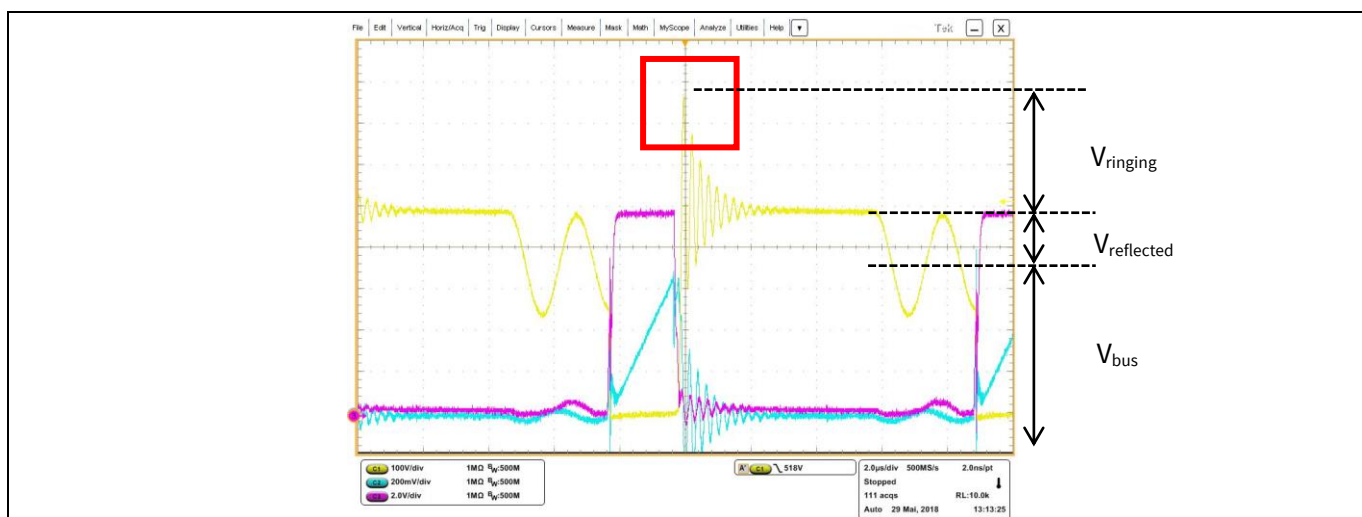 File Edit Vertical Horiz/Acq Trig Display Cursors Measure Mask Math MyScope Analyze Utilities Help Tek X
Vringing
Vreflected
Vbus
C1 100V/div 1MΩ BW:500M
C2 200mV/div 1MΩ BW:500M
C3 2.0V/div 1MΩ BW:500M
A' C1 518V
2.0µs/div 500MS/s 2.0ns/pt
Stopped
111 acqs RL:10.0k
Auto 29 Mai, 2018 13:13:25